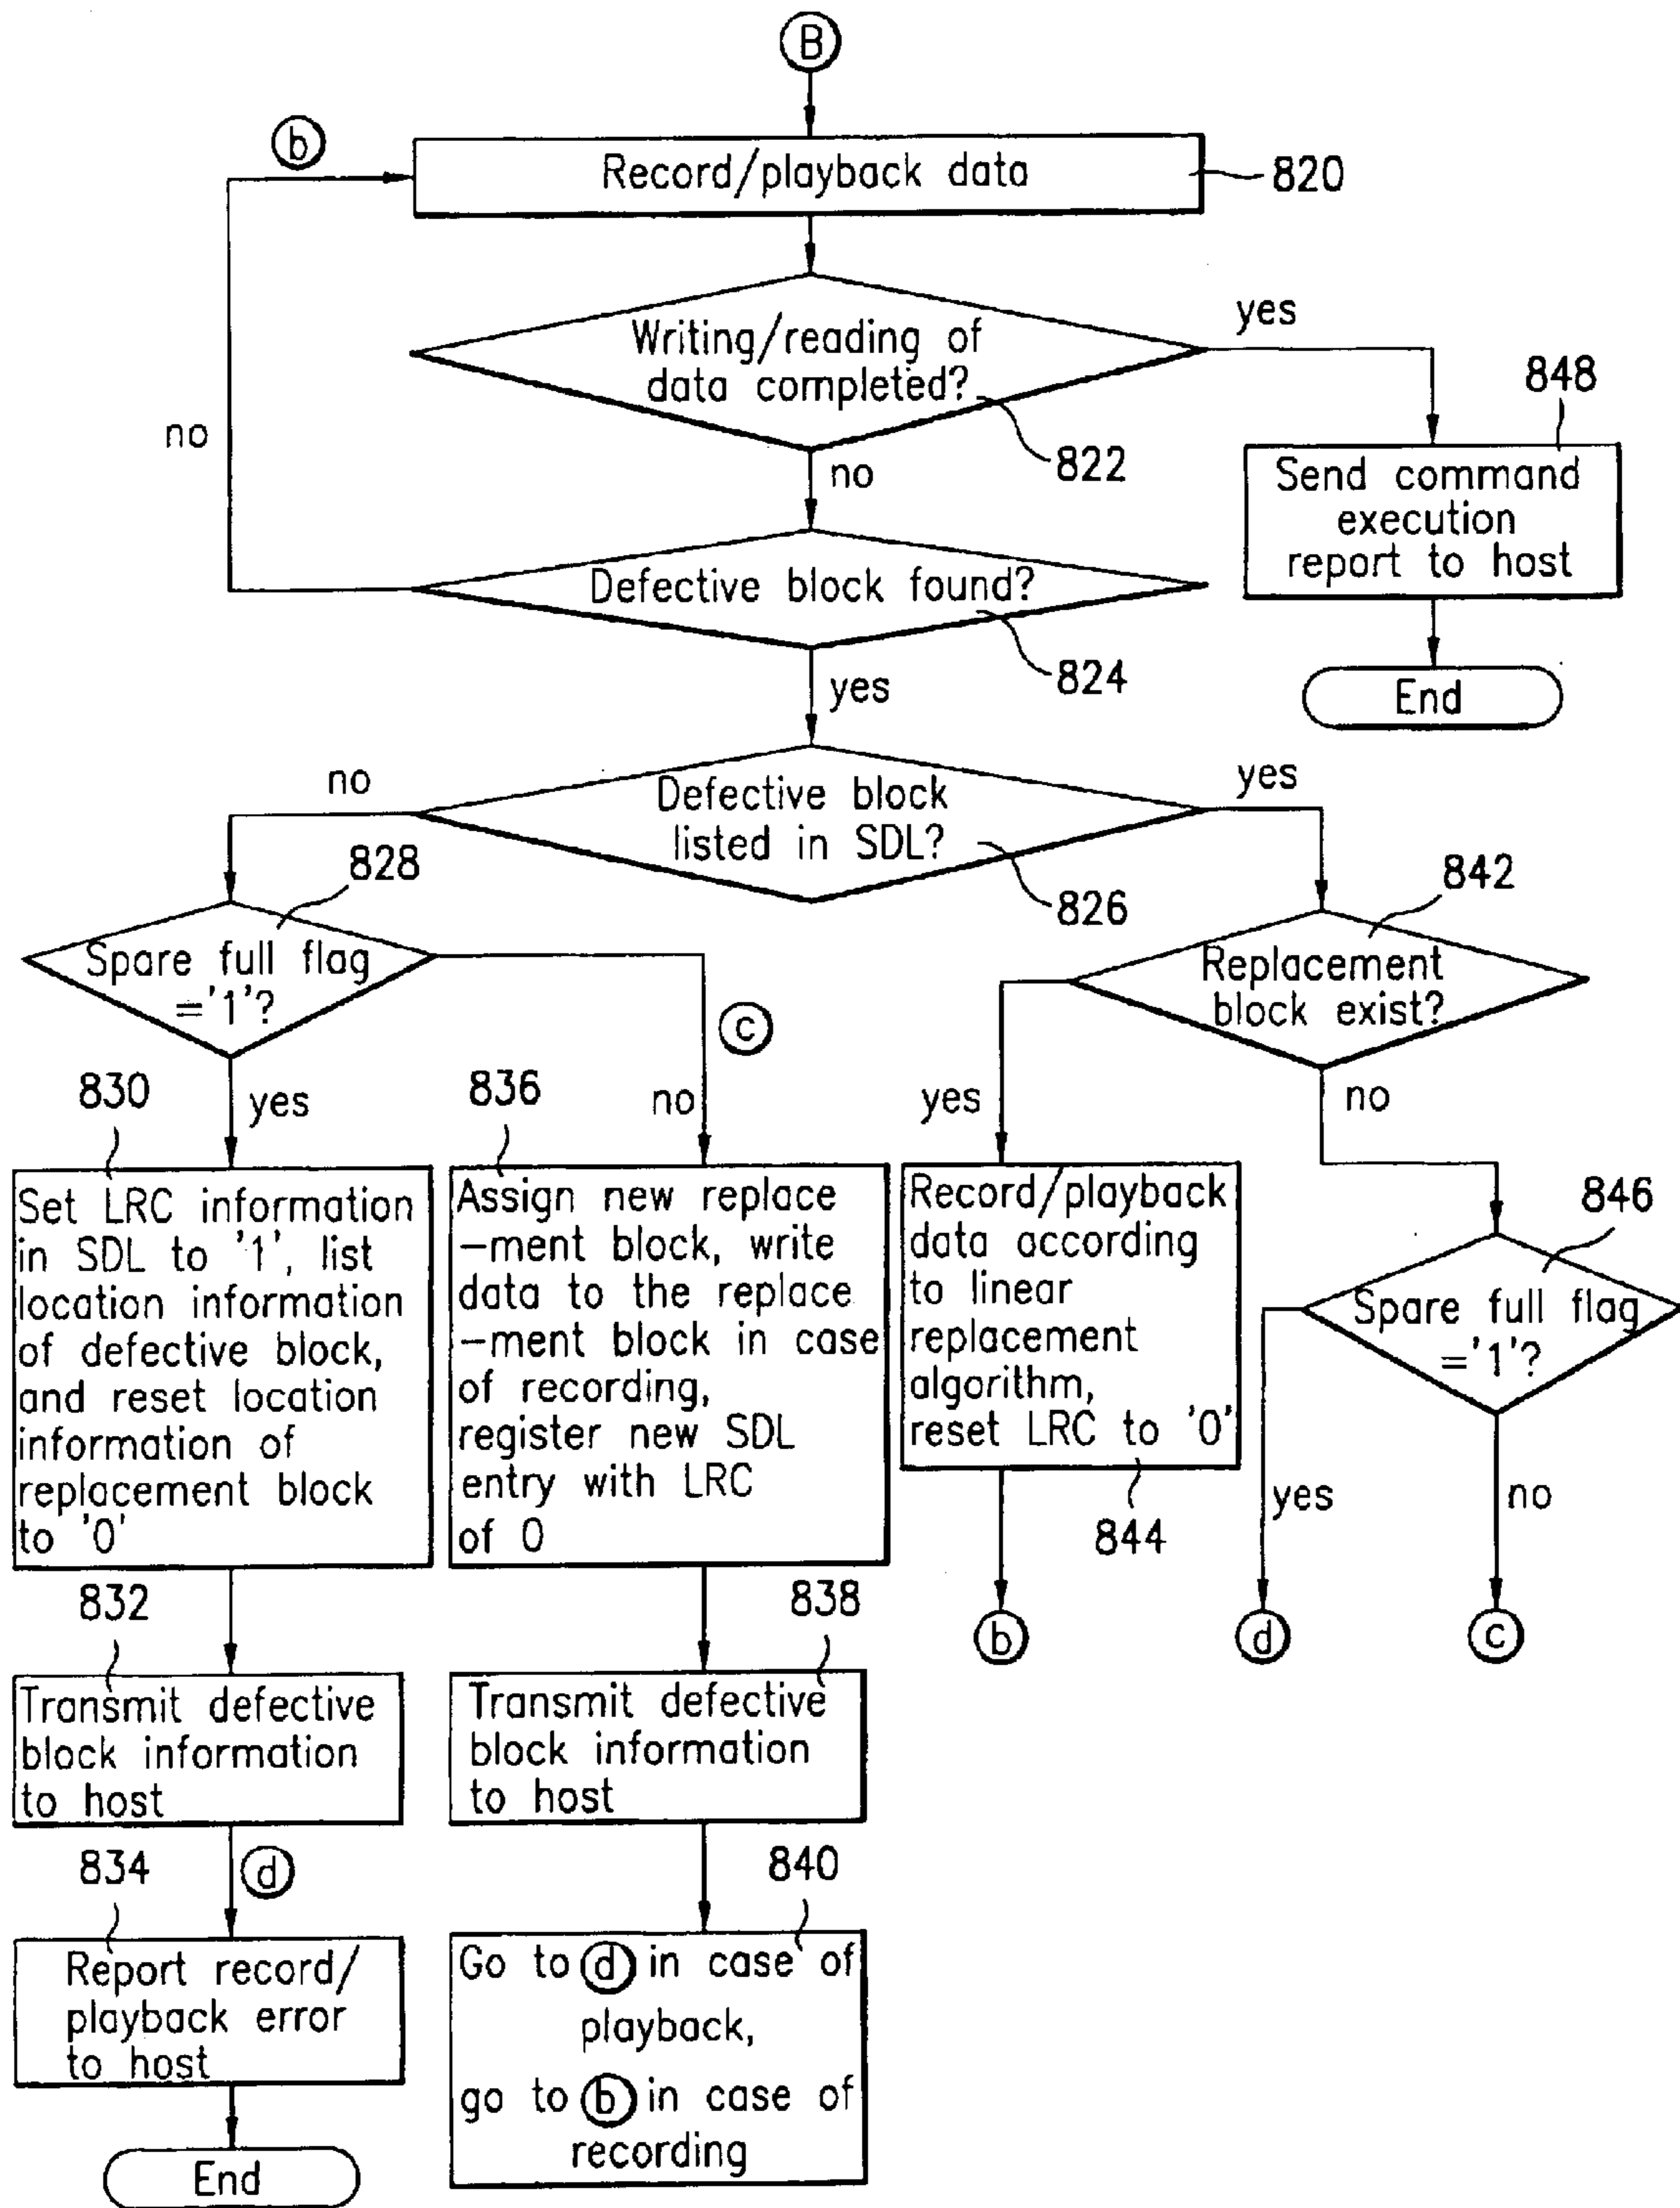 B
b
Record/playback data
820
Writing/reading of
data completed?
yes
848
no
822
no
Send command
execution
report to host
Defective block found?
824
yes
End
no
Defective block
listed in SDL?
yes
828
826
842
Spare full flag
='1'?
Replacement
block exist?
c
830
yes
836
no
yes
no
Set LRC information
in SDL to '1', list
location information
of defective block,
and reset location
information of
replacement block
to '0'
Assign new replace
-ment block, write
data to the replace
-ment block in case
of recording,
register new SDL
entry with LRC
of 0
Record/playback
data according
to linear
replacement
algorithm,
reset LRC to '0'
846
Spare full flag
='1'?
844
yes
no
832
838
b
d
c
Transmit defective
block information
to host
Transmit defective
block information
to host
834
d
840
Report record/
playback error
to host
Go to d in case of
playback,
go to b in case of
recording
End